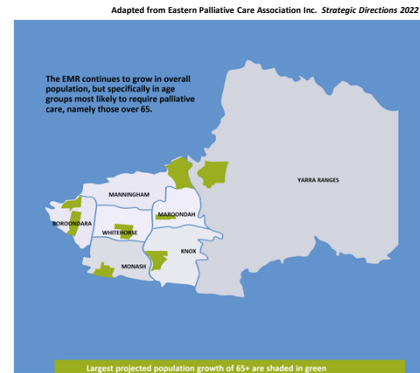 Adapted from Eastern Palliative Care Association Inc. Strategic Directions 2022
The EMR continues to grow in overall
population, but specifically in age
groups most likely to require palliative
care, namely those over 65.
YARRA RANGES
MANNINGHAM
MAROONDAH
BOROONDARA
WHITEHORSE
KNOX
MONASH
Largest projected population growth of 65+ are shaded in green